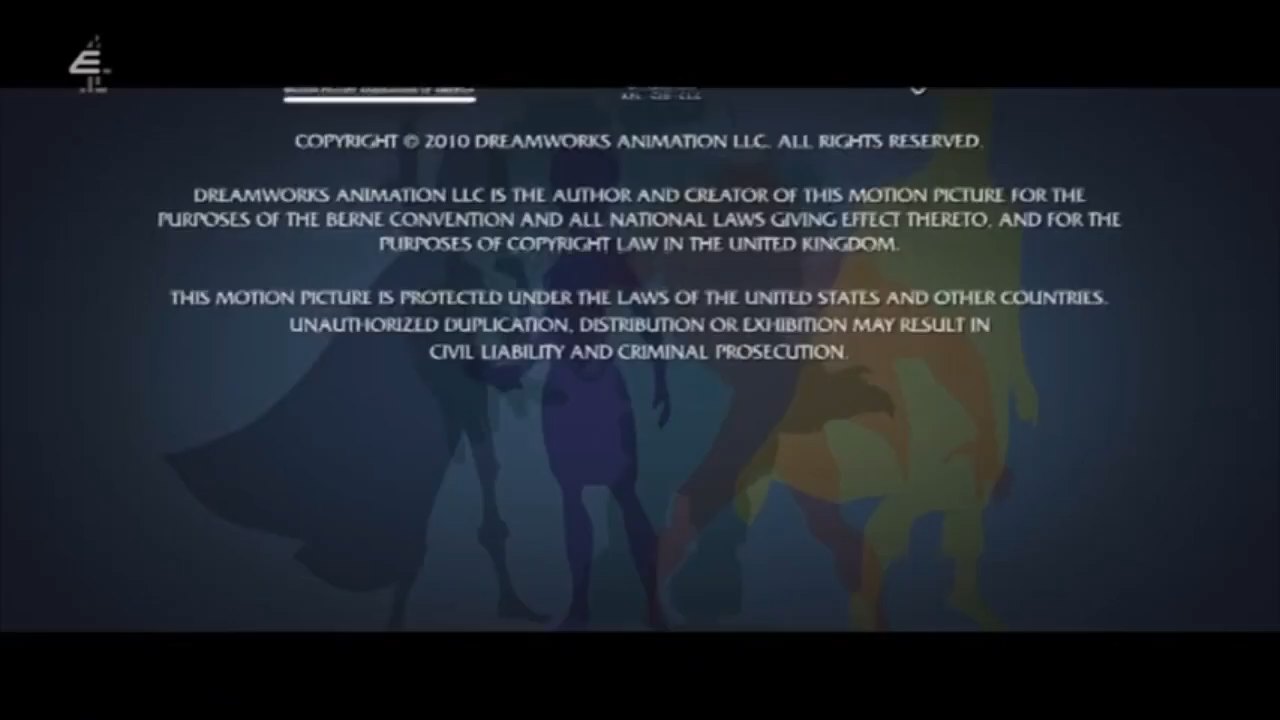 E4
COPYRIGHT © 2010 DREAMWORKS ANIMATION LLC. ALL RIGHTS RESERVED.
DREAMWORKS ANIMATION LLC IS THE AUTHOR AND CREATOR OF THIS MOTION PICTURE FOR THE
PURPOSES OF THE BERNE CONVENTION AND ALL NATIONAL LAWS GIVING EFFECT THERETO, AND FOR THE
PURPOSES OF COPYRIGHT LAW IN THE UNITED KINGDOM.
THIS MOTION PICTURE IS PROTECTED UNDER THE LAWS OF THE UNITED STATES AND OTHER COUNTRIES.
UNAUTHORIZED DUPLICATION, DISTRIBUTION OR EXHIBITION MAY RESULT IN
CIVIL LIABILITY AND CRIMINAL PROSECUTION.